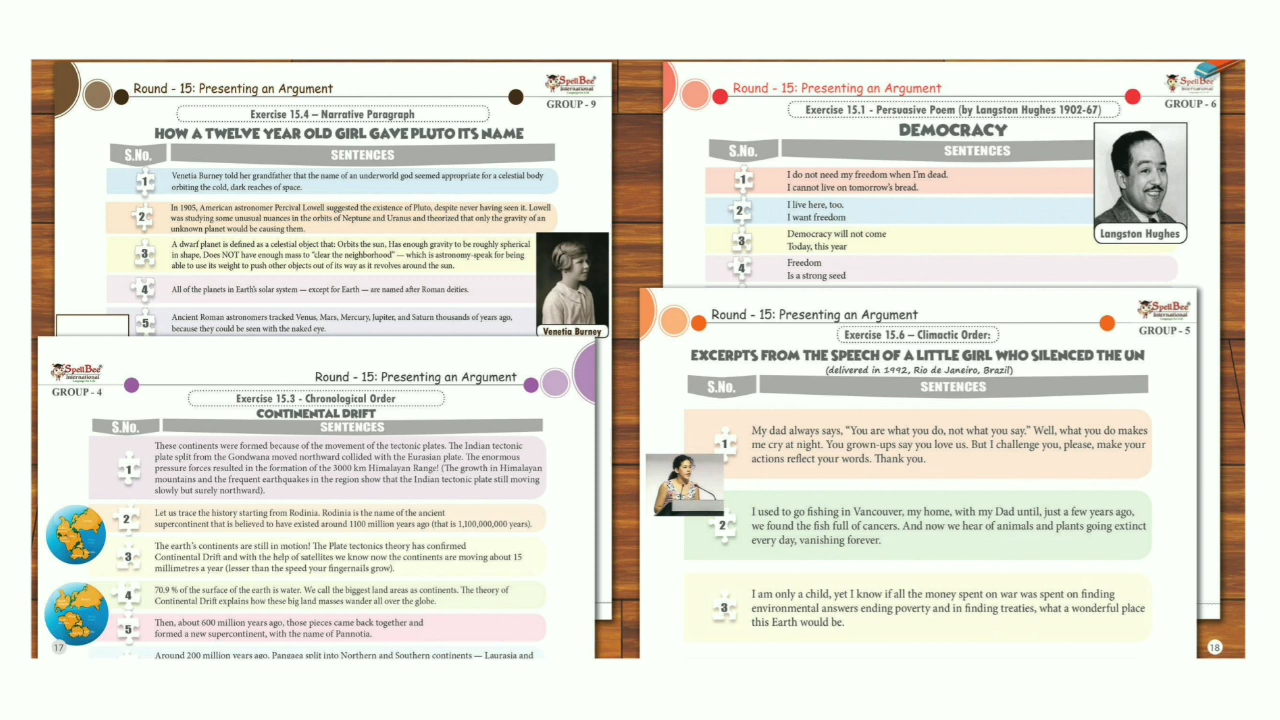 Round - 15: Presenting an Argument
SpellBee
International
GROUP - 9
Exercise 15.4 – Narrative Paragraph
HOW A TWELVE YEAR OLD GIRL GAVE PLUTO ITS NAME
S.No. SENTENCES
1 Venetia Burney told her grandfather that the name of an underworld god seemed appropriate for a celestial body
orbiting the cold, dark reaches of space.
2 In 1905, American astronomer Percival Lowell suggested the existence of Pluto, despite never having seen it. Lowell
was studying some unusual nuances in the orbits of Neptune and Uranus and theorized that only the gravity of an
unknown planet would be causing them.
3 A dwarf planet is defined as a celestial object that: Orbits the sun, Has enough gravity to be roughly spherical
in shape, Does NOT have enough mass to “clear the neighborhood” — which is astronomy-speak for being
able to use its weight to push other objects out of its way as it revolves around the sun.
4 All of the planets in Earth's solar system — except for Earth — are named after Roman deities.
5 Ancient Roman astronomers tracked Venus, Mars, Mercury, Jupiter, and Saturn thousands of years ago,
because they could be seen with the naked eye.
Venetia Burney
Round - 15: Presenting an Argument
SpellBee
International
GROUP - 6
Exercise 15.1 - Persuasive Poem (by Langston Hughes 1902-67)
DEMOCRACY
S.No. SENTENCES
1 I do not need my freedom when I'm dead.
I cannot live on tomorrow's bread.
2 I live here, too.
I want freedom
3 Democracy will not come
Today, this year
4 Freedom
Is a strong seed
Langston Hughes
SpellBee
International
GROUP - 4
Round - 15: Presenting an Argument
Exercise 15.3 - Chronological Order
CONTINENTAL DRIFT
S.No. SENTENCES
1 These continents were formed because of the movement of the tectonic plates. The Indian tectonic
plate split from the Gondwana moved northward collided with the Eurasian plate. The enormous
pressure forces resulted in the formation of the 3000 km Himalayan Range! (The growth in Himalayan
mountains and the frequent earthquakes in the region show that the Indian tectonic plate still moving
slowly but surely northward).
2 Let us trace the history starting from Rodinia. Rodinia is the name of the ancient
supercontinent that is believed to have existed around 1100 million years ago (that is 1,100,000,000 years).
3 The earth's continents are still in motion! The Plate tectonics theory has confirmed
Continental Drift and with the help of satellites we know now the continents are moving about 15
millimetres a year (lesser than the speed your fingernails grow).
4 70.9 % of the surface of the earth is water. We call the biggest land areas as continents. The theory of
Continental Drift explains how these big land masses wander all over the globe.
5 Then, about 600 million years ago, those pieces came back together and
formed a new supercontinent, with the name of Pannotia.
Around 200 million years ago, Pangaea split into Northern and Southern continents — Laurasia and
17
Round - 15: Presenting an Argument
SpellBee
International
GROUP - 5
Exercise 15.6 – Climactic Order:
EXCERPTS FROM THE SPEECH OF A LITTLE GIRL WHO SILENCED THE UN
(delivered in 1992, Rio de Janeiro, Brazil)
S.No. SENTENCES
1 My dad always says, “You are what you do, not what you say.” Well, what you do makes
me cry at night. You grown-ups say you love us. But I challenge you, please, make your
actions reflect your words. Thank you.
2 I used to go fishing in Vancouver, my home, with my Dad until, just a few years ago,
we found the fish full of cancers. And now we hear of animals and plants going extinct
every day, vanishing forever.
3 I am only a child, yet I know if all the money spent on war was spent on finding
environmental answers ending poverty and in finding treaties, what a wonderful place
this Earth would be.
18